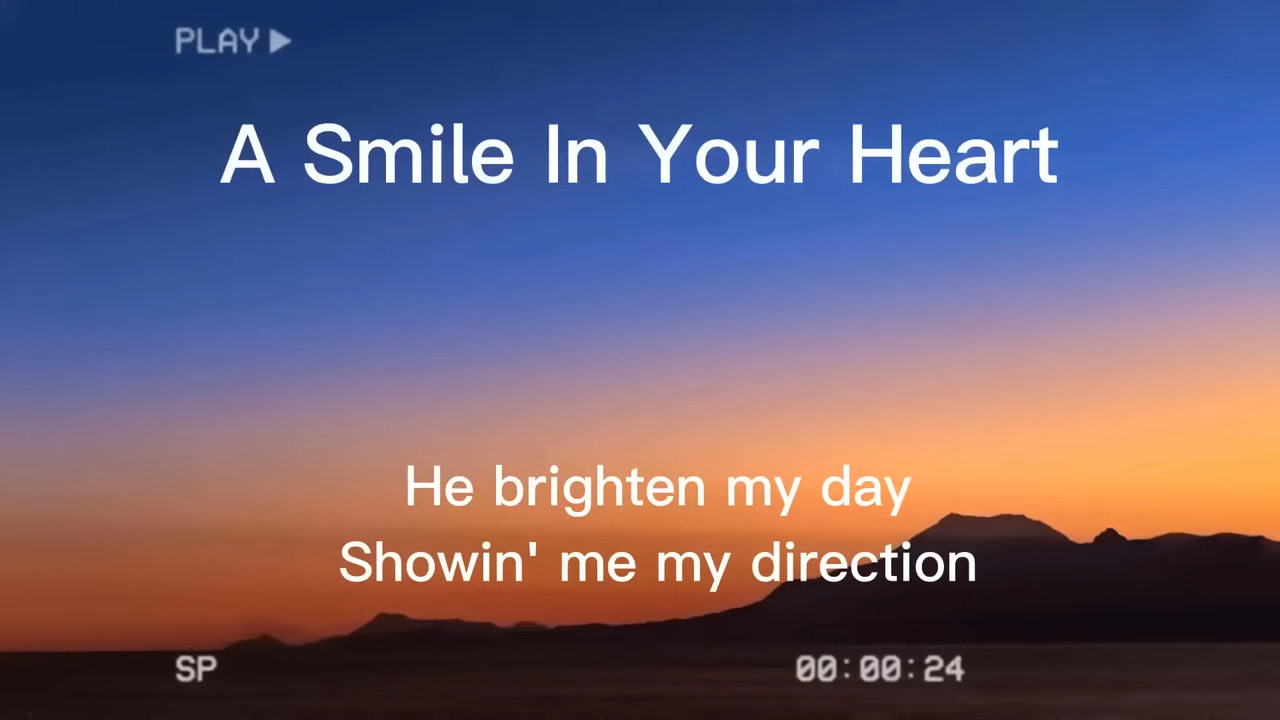 PLAY ▶
A Smile In Your Heart
He brighten my day
Showin' me my direction
SP
00:00:24